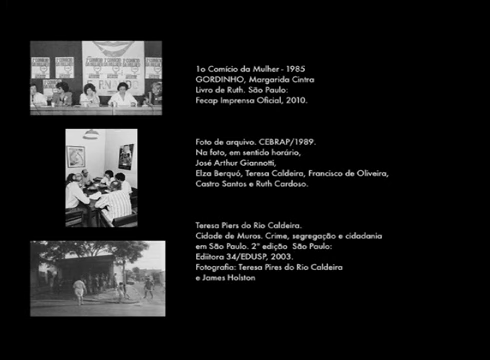 1o Comício da Mulher - 1985
GORDINHO, Margarida Cintra
Livro de Ruth. São Paulo:
Fecap Imprensa Oficial, 2010.
Foto de arquivo. CEBRAP/1989.
Na foto, em sentido horário,
José Arthur Giannotti,
Elza Berquó, Teresa Caldeira, Francisco de Oliveira,
Castro Santos e Ruth Cardoso.
Teresa Piers do Rio Caldeira.
Cidade de Muros. Crime, segregação e cidadania
em São Paulo. 2° edição São Paulo:
Ediitora 34/EDUSP, 2003.
Fotografia: Teresa Pires do Rio Caldeira
e James Holston